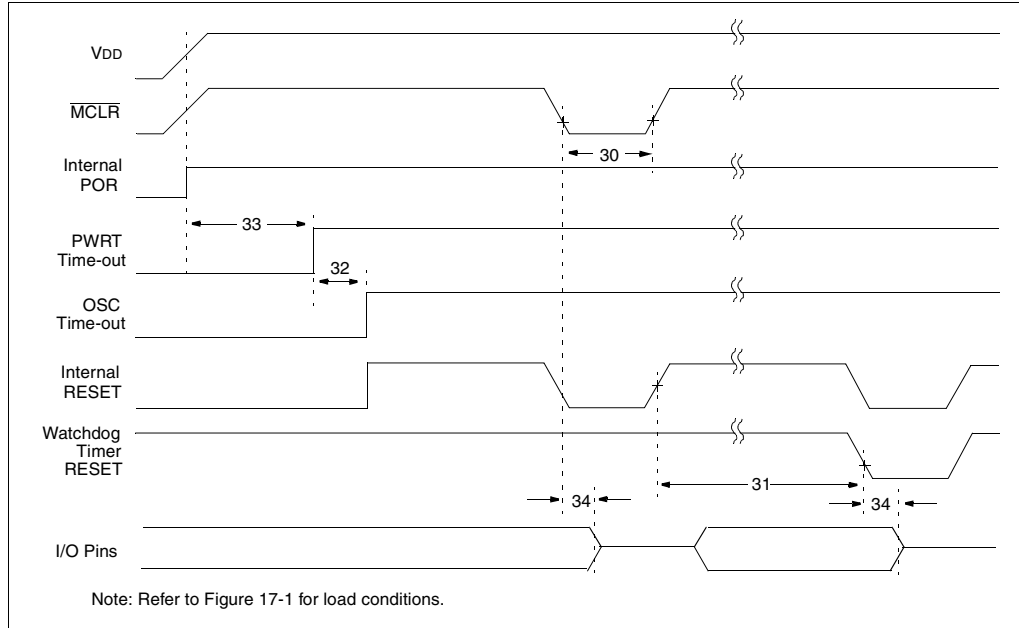 VDD
MCLR
30
Internal
POR
33
PWRT
Time-out
32
OSC
Time-out
Internal
RESET
Watchdog
Timer
RESET
31
34
34
I/O Pins
Note: Refer to Figure 17-1 for load conditions.